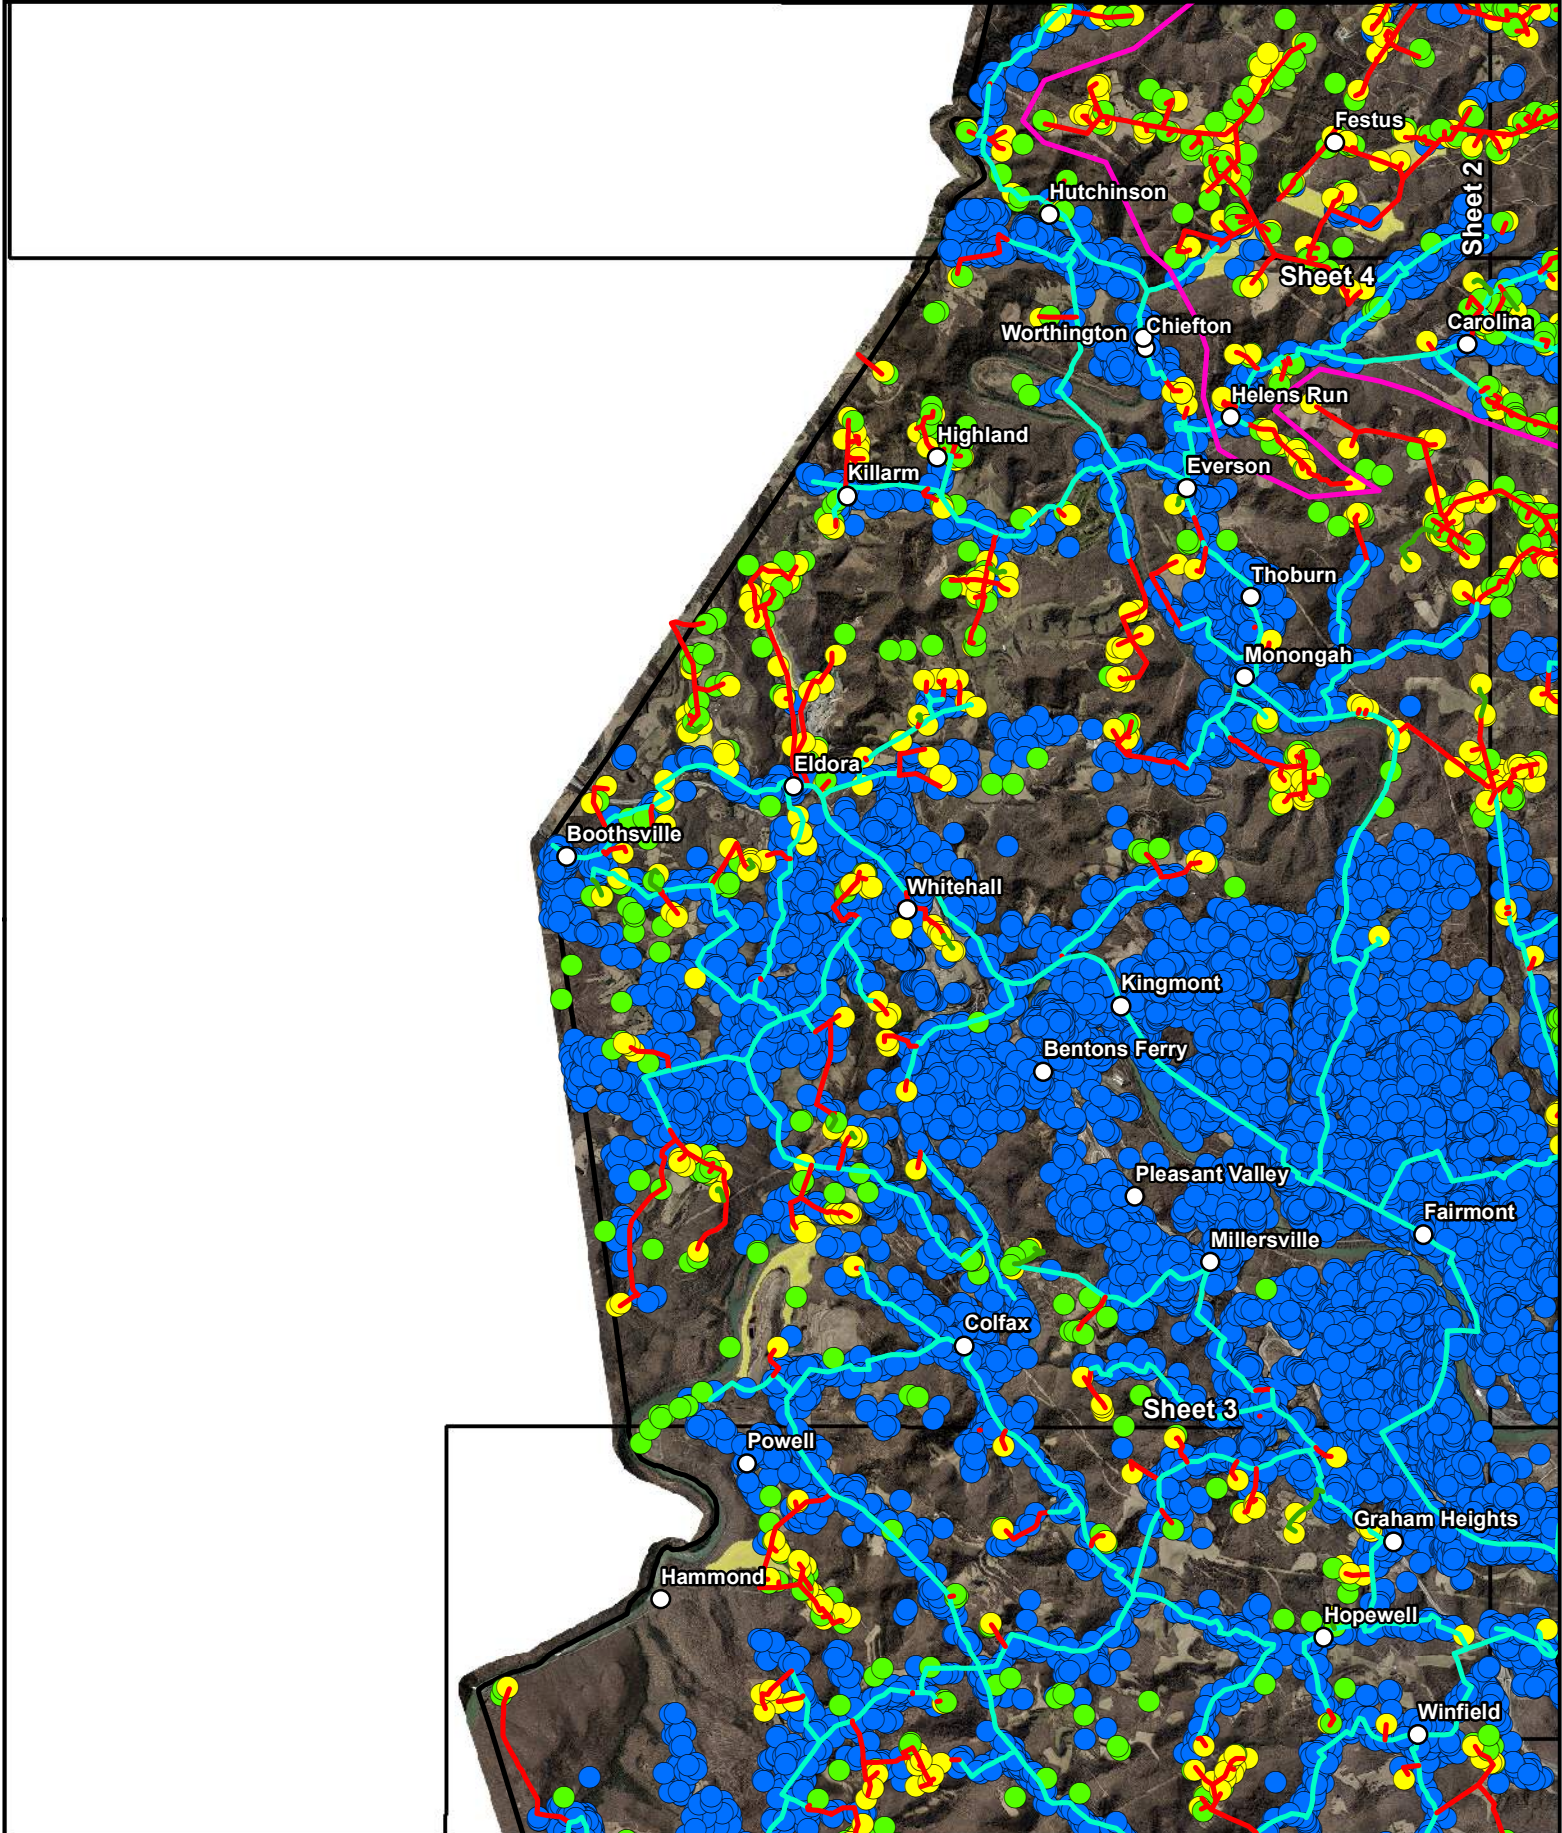 Festus
Sheet 2
Hutchinson
Sheet 4
Worthington
Chiefton
Carolina
Helens Run
Highland
Killarm
Everson
Thoburn
Monongah
Eldora
Boothsville
Whitehall
Kingmont
Bentons Ferry
Pleasant Valley
Fairmont
Millersville
Colfax
Sheet 3
Powell
Graham Heights
Hammond
Hopewell
Winfield